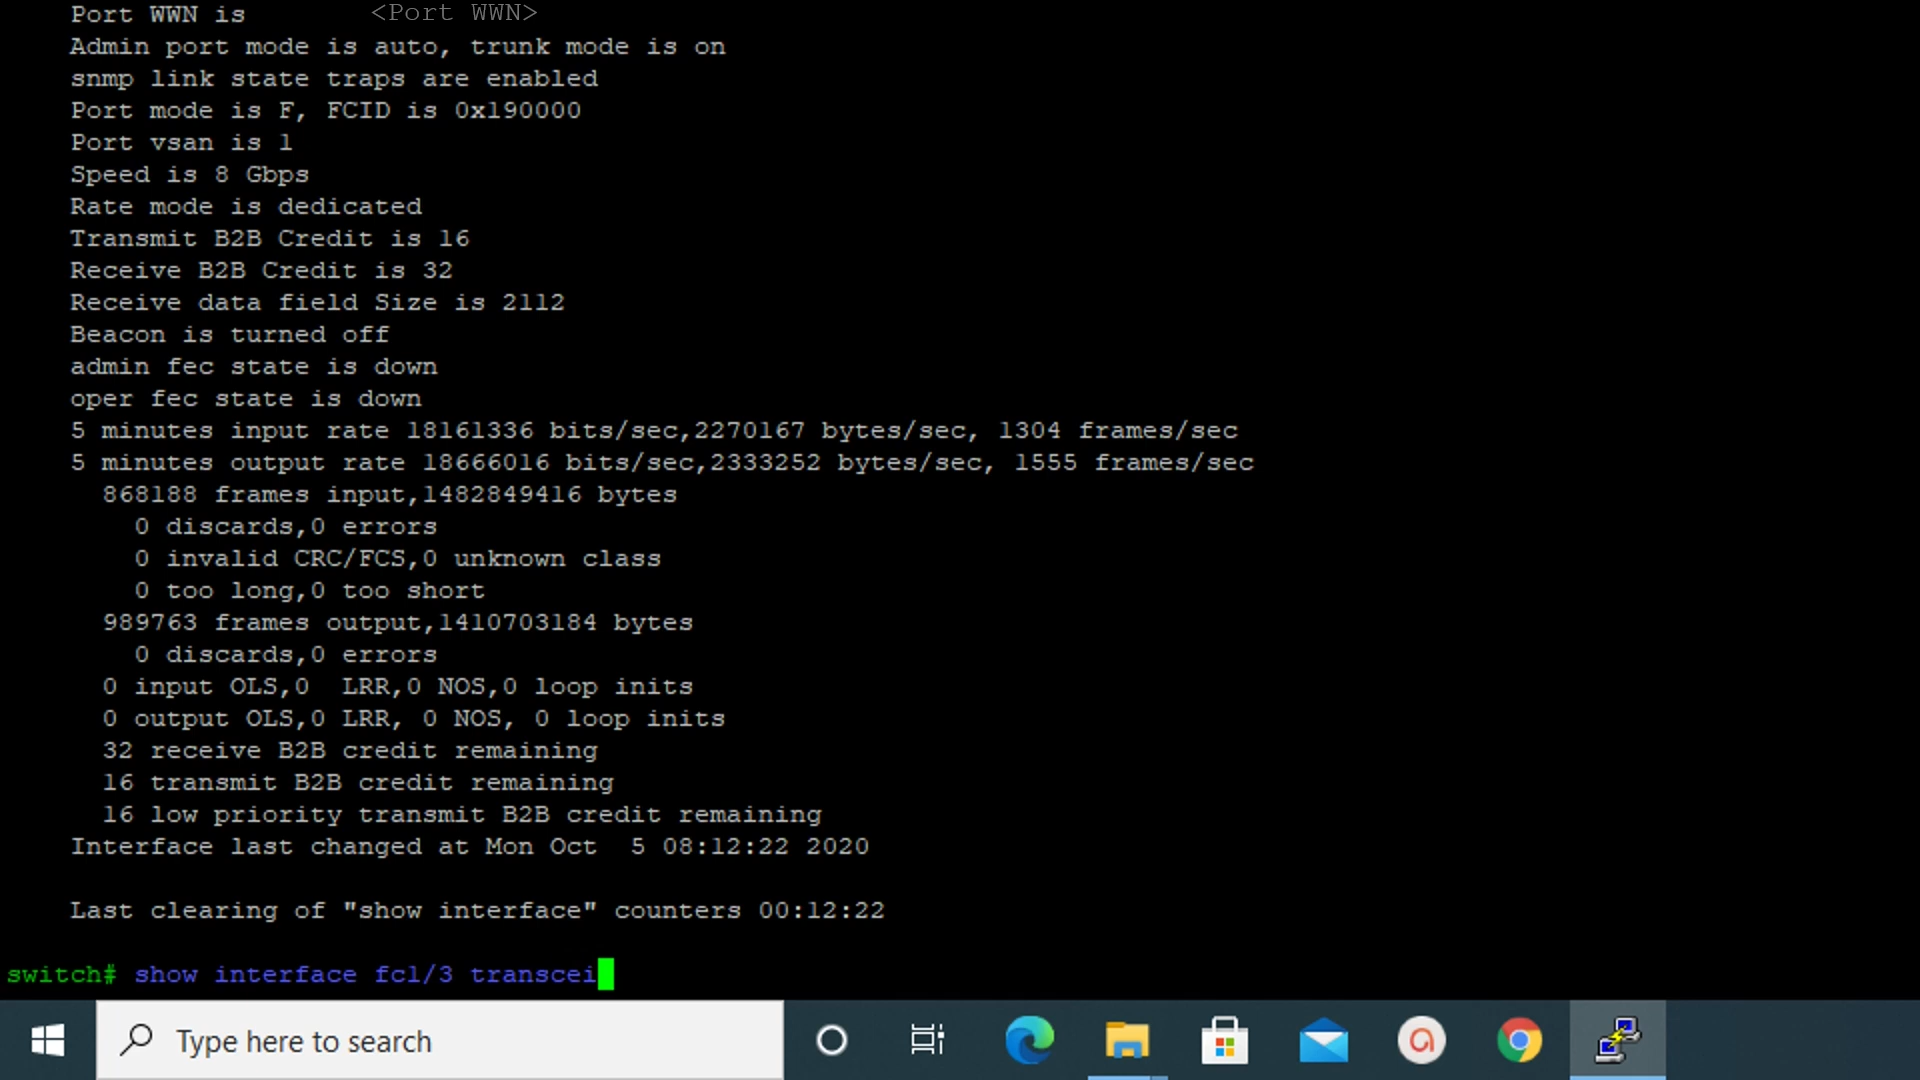 Port WWN is <Port WWN>
Admin port mode is auto, trunk mode is on
snmp link state traps are enabled
Port mode is F, FCID is 0x190000
Port vsan is 1
Speed is 8 Gbps
Rate mode is dedicated
Transmit B2B Credit is 16
Receive B2B Credit is 32
Receive data field Size is 2112
Beacon is turned off
admin fec state is down
oper fec state is down
5 minutes input rate 18161336 bits/sec,2270167 bytes/sec, 1304 frames/sec
5 minutes output rate 18666016 bits/sec,2333252 bytes/sec, 1555 frames/sec
868188 frames input,1482849416 bytes
0 discards,0 errors
0 invalid CRC/FCS,0 unknown class
0 too long,0 too short
989763 frames output,1410703184 bytes
0 discards,0 errors
0 input OLS,0  LRR,0 NOS,0 loop inits
0 output OLS,0 LRR, 0 NOS, 0 loop inits
32 receive B2B credit remaining
16 transmit B2B credit remaining
16 low priority transmit B2B credit remaining
Interface last changed at Mon Oct  5 08:12:22 2020
Last clearing of "show interface" counters 00:12:22
switch# show interface fc1/3 transcei
Type here to search